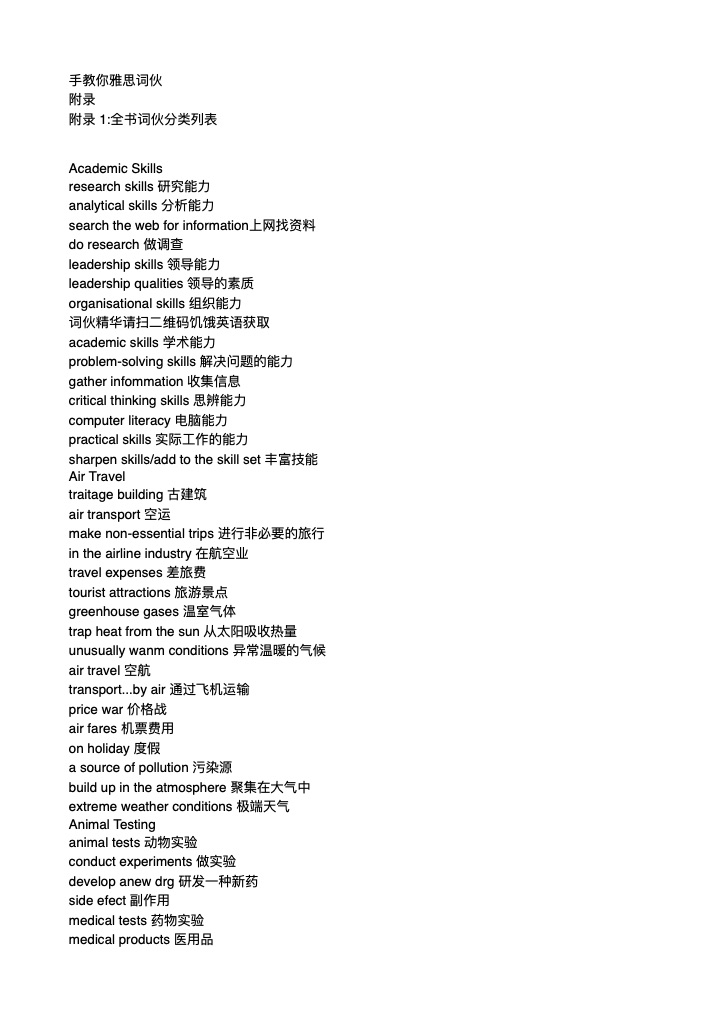 手教你雅思词伙
附录
附录 1:全书词伙分类列表
Academic Skills
research skills 研究能力
analytical skills 分析能力
search the web for information上网找资料
do research 做调查
leadership skills 领导能力
leadership qualities 领导的素质
organisational skills 组织能力
词伙精华请扫二维码饥饿英语获取
academic skills 学术能力
problem-solving skills 解决问题的能力
gather infommation 收集信息
critical thinking skills 思辨能力
computer literacy 电脑能力
practical skills 实际工作的能力
sharpen skills/add to the skill set 丰富技能
Air Travel
traitage building 古建筑
air transport 空运
make non-essential trips 进行非必要的旅行
in the airline industry 在航空业
travel expenses 差旅费
tourist attractions 旅游景点
greenhouse gases 温室气体
trap heat from the sun 从太阳吸收热量
unusually wanm conditions 异常温暖的气候
air travel 空航
transport...by air 通过飞机运输
price war 价格战
air fares 机票费用
on holiday 度假
a source of pollution 污染源
build up in the atmosphere 聚集在大气中
extreme weather conditions 极端天气
Animal Testing
animal tests 动物实验
conduct experiments 做实验
develop anew drg 研发一种新药
side efect 副作用
medical tests 药物实验
medical products 医用品